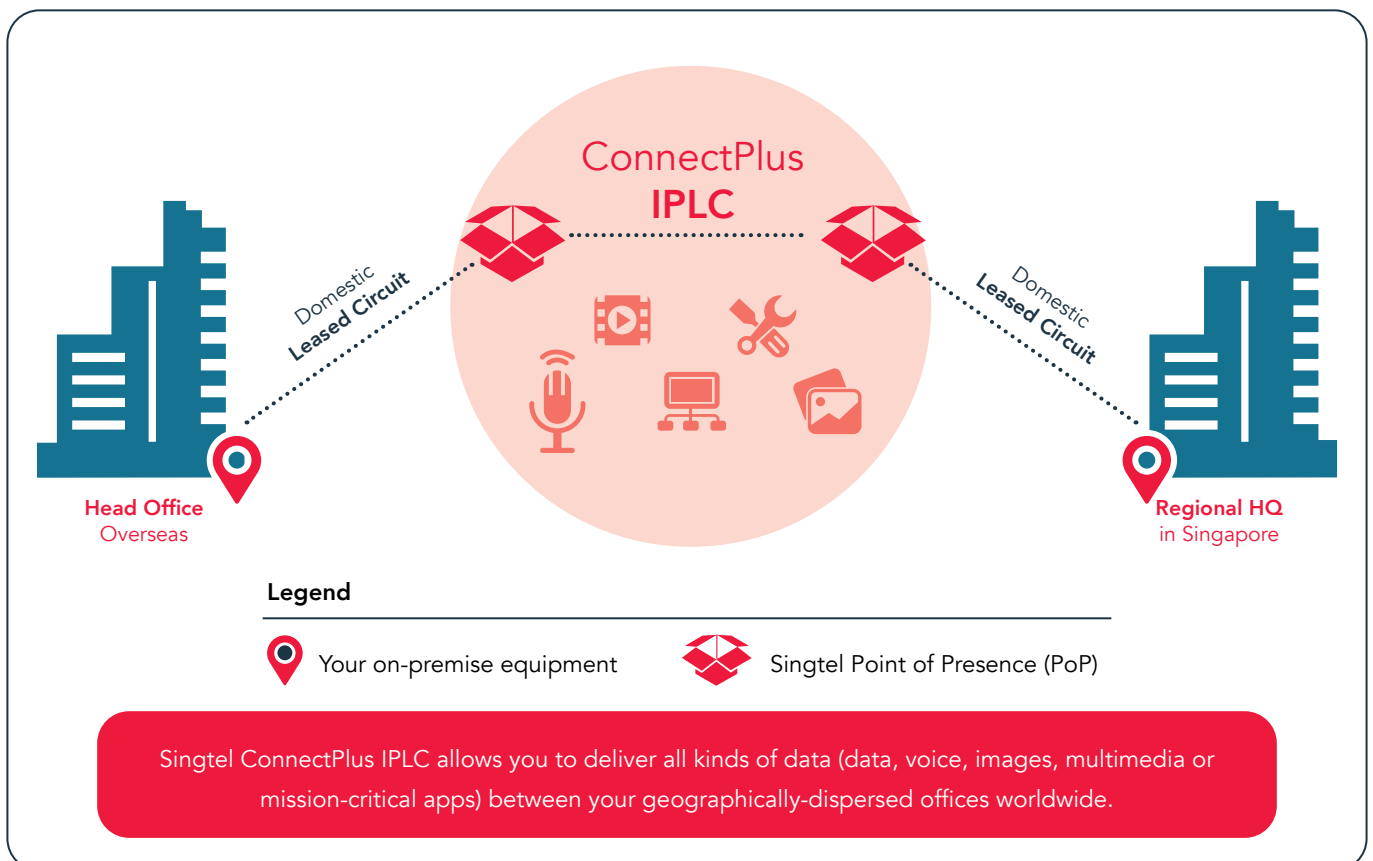 ConnectPlus
IPLC
Domestic
Leased Circuit
Domestic
Leased Circuit
Head Office
Overseas
Regional HQ
in Singapore
Legend
Your on-premise equipment
Singtel Point of Presence (PoP)
Singtel ConnectPlus IPLC allows you to deliver all kinds of data (data, voice, images, multimedia or
mission-critical apps) between your geographically-dispersed offices worldwide.